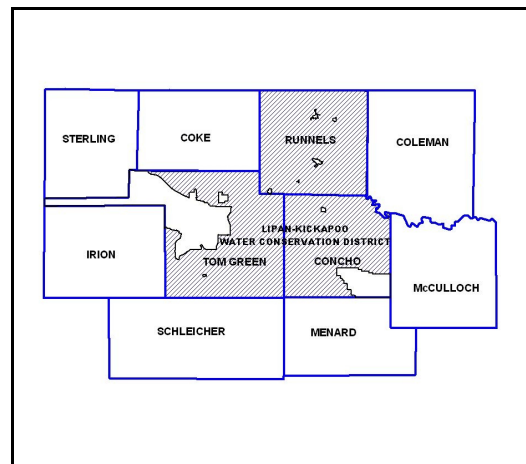 STERLING
COKE
RUNNELS
COLEMAN
LIPAN-KICKAPOO
WATER CONSERVATION DISTRICT
IRION
TOM GREEN
CONCHO
McCULLOCH
SCHLEICHER
MENARD